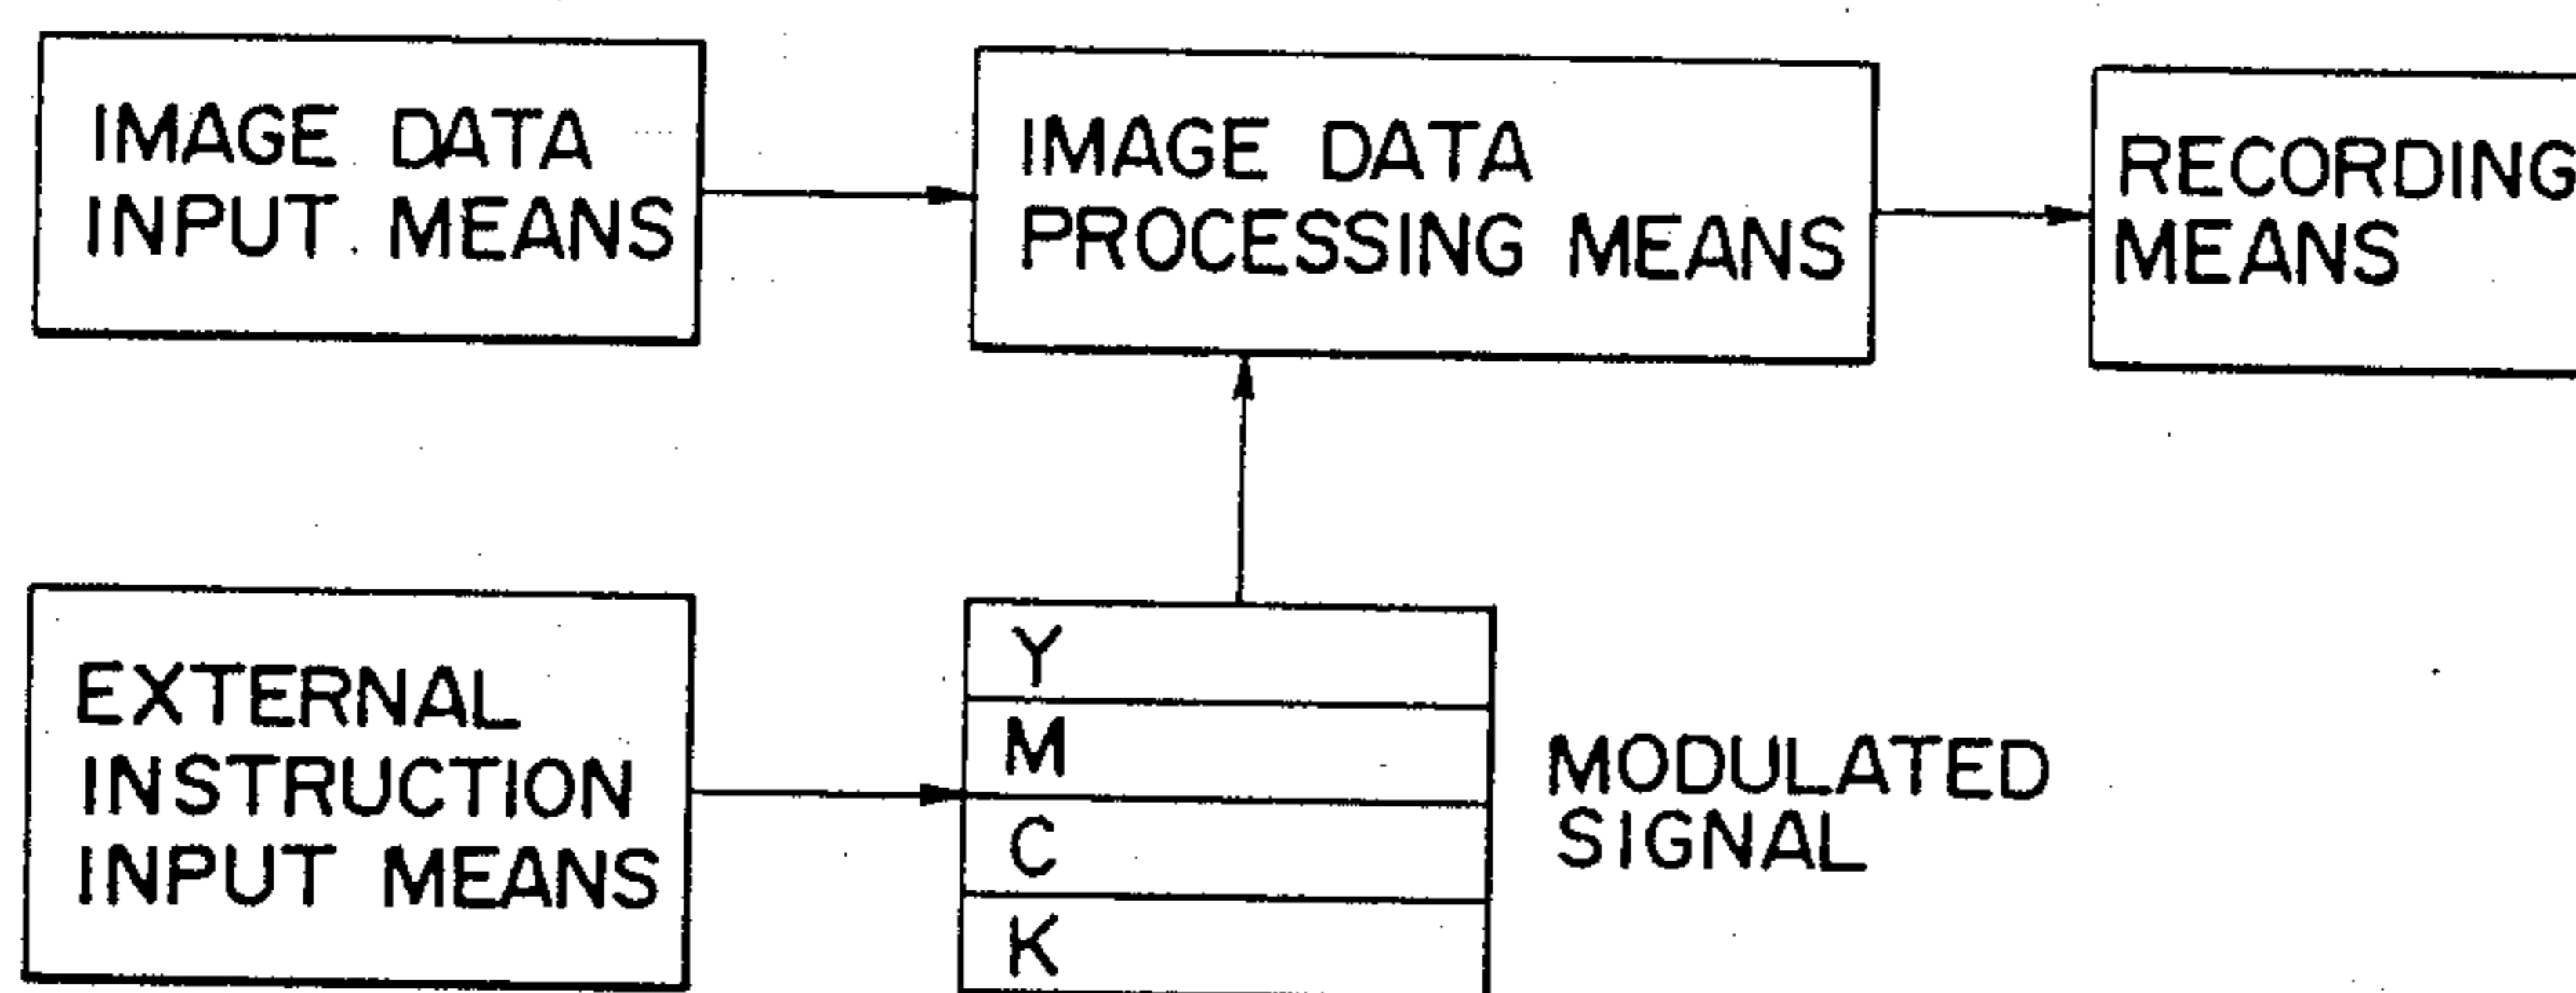 IMAGE DATA
INPUT MEANS
IMAGE DATA
PROCESSING MEANS
RECORDING
MEANS
EXTERNAL
INSTRUCTION
INPUT MEANS
Y
M
C
K
MODULATED
SIGNAL